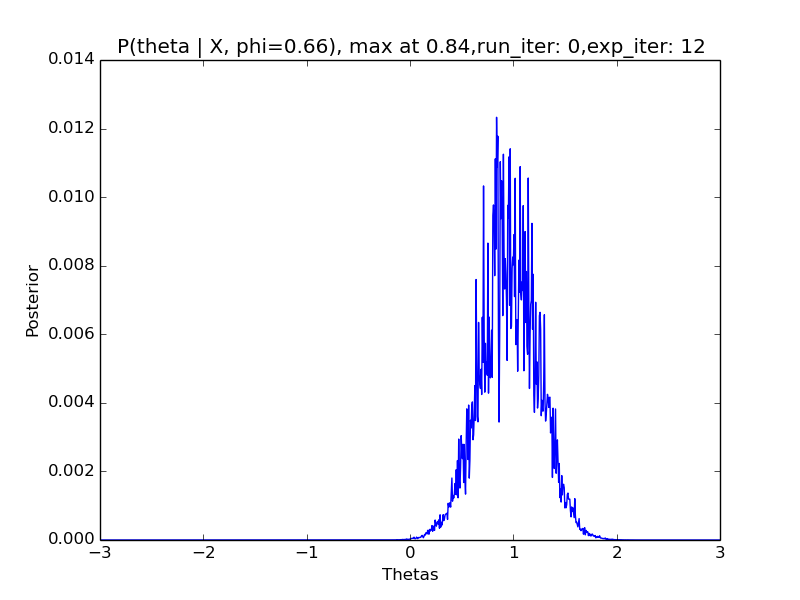 P(theta | X, phi=0.66), max at 0.84,run_iter: 0,exp_iter: 12
0.014
0.012
0.010
0.008
0.006
0.004
0.002
0.000
Posterior
−3 −2 −1 0 1 2 3
Thetas